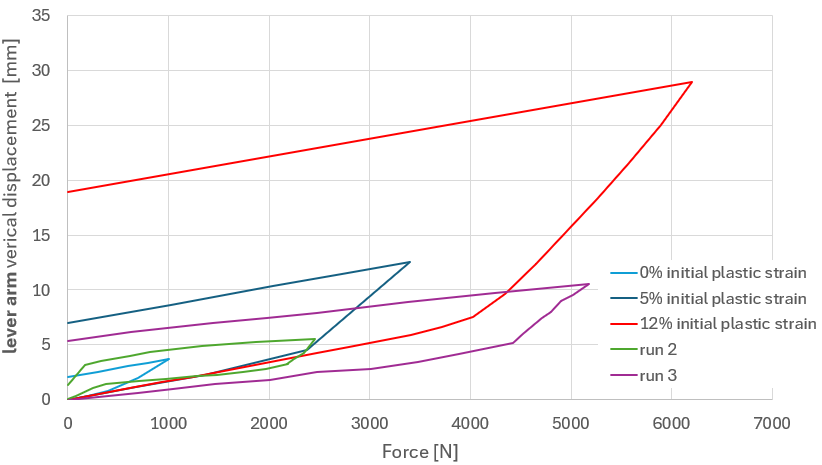 35
30
25
20
15
10
5
0
lever arm verical displacement [mm]
0% initial plastic strain
5% initial plastic strain
12% initial plastic strain
run 2
run 3
0 1000 2000 3000 4000 5000 6000 7000
Force [N]